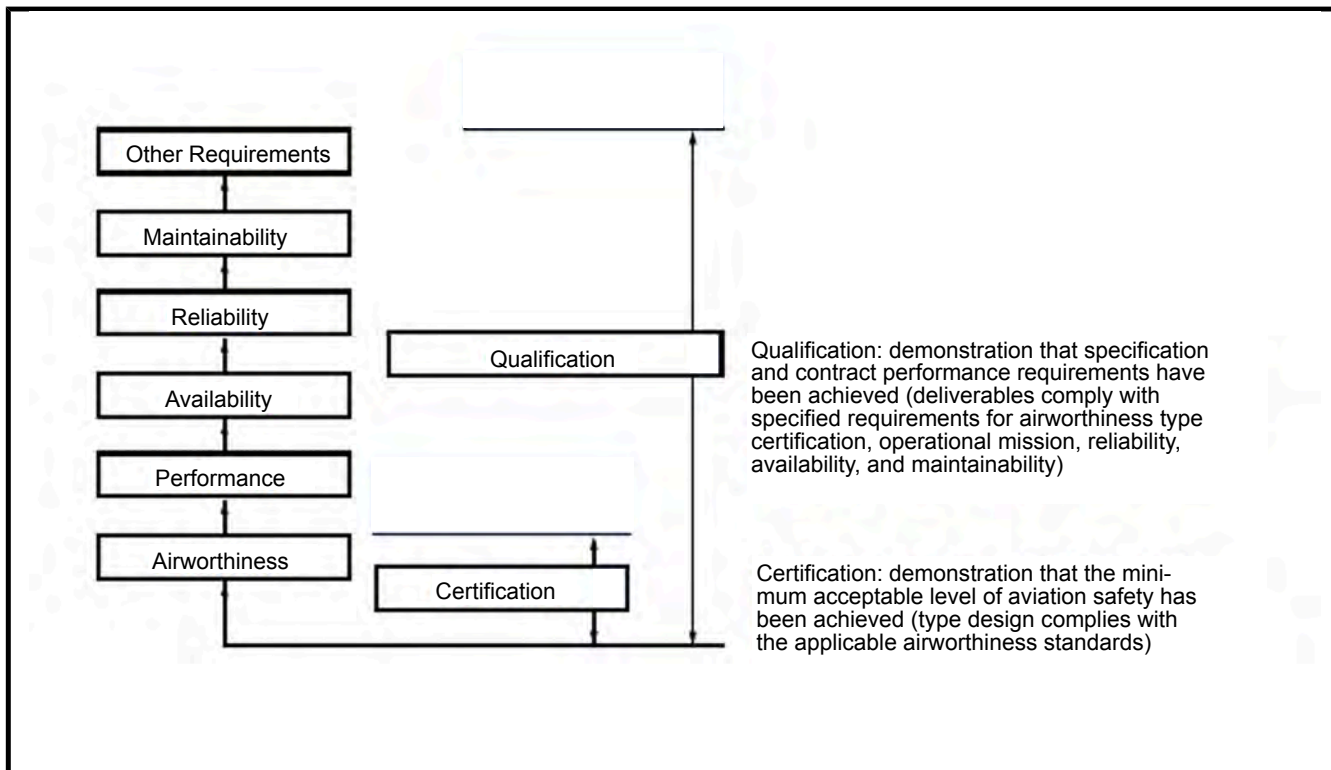 Other Requirements
Maintainability
Reliability
Availability
Performance
Airworthiness
Qualification
Certification
Qualification: demonstration that specification
and contract performance requirements have
been achieved (deliverables comply with
specified requirements for airworthiness type
certification, operational mission, reliability,
availability, and maintainability)
Certification: demonstration that the mini-
mum acceptable level of aviation safety has
been achieved (type design complies with
the applicable airworthiness standards)